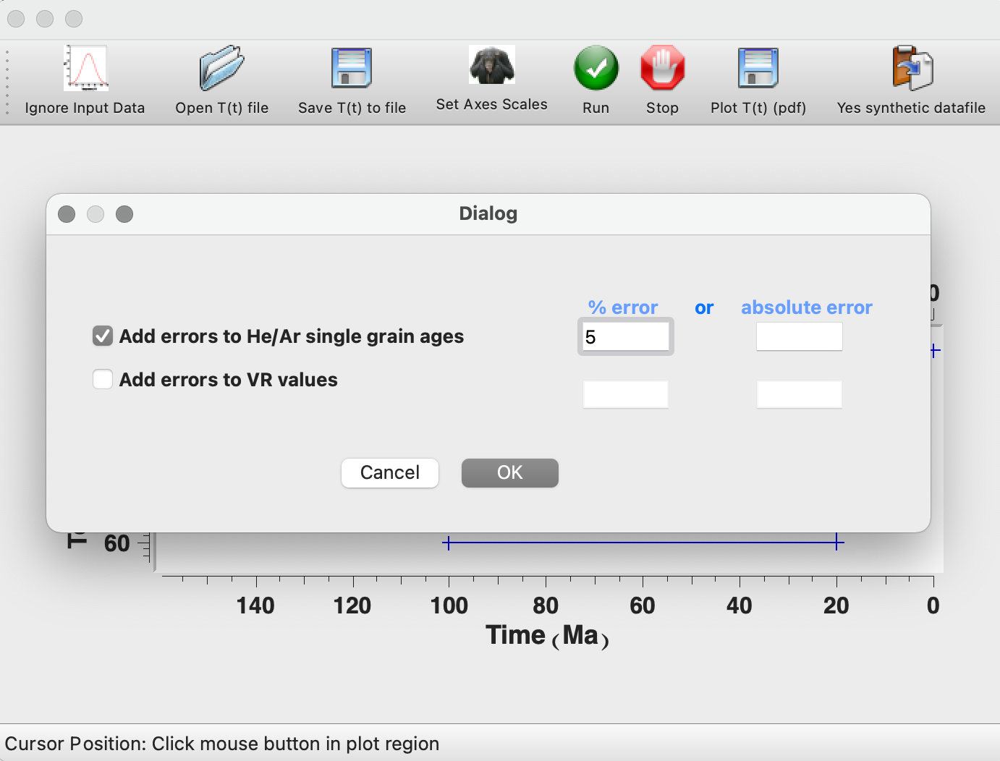 Ignore Input Data
Open T(t) file
Save T(t) to file
Set Axes Scales
Run
Stop
Plot T(t) (pdf)
Yes synthetic datafile
Dialog
% error or absolute error
Add errors to He/Ar single grain ages
5
Add errors to VR values
Cancel
OK
0
60
140 120 100 80 60 40 20 0
Time (Ma)
Cursor Position: Click mouse button in plot region